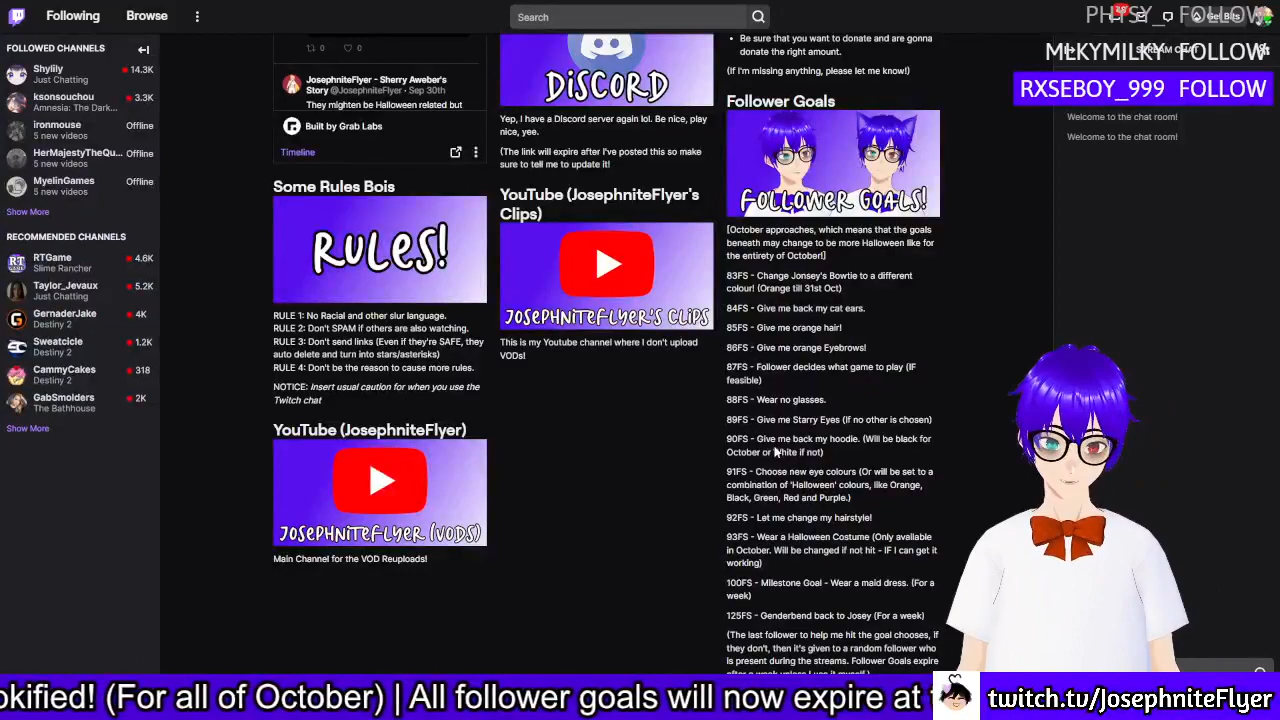 Following
Browse
Search
Get Bits
PHTSY_ FOLLOW
MEKYMILKY FOLLOW
RXSEBOY_999 FOLLOW
STREAM CHAT
Welcome to the chat room!
Welcome to the chat room!
FOLLOWED CHANNELS
Shylily
14.3K
Just Chatting
ksonsouchou
3.3K
Amnesia: The Dark...
ironmouse
Offline
5 new videos
HerMajestyTheQu...
Offline
5 new videos
MyelinGames
Offline
5 new videos
Show More
RECOMMENDED CHANNELS
RTGame
4.6K
Slime Rancher
Taylor_Jevaux
5.2K
Just Chatting
GernaderJake
4K
Destiny 2
Sweatcicle
1.2K
Destiny 2
CammyCakes
318
Destiny 2
GabSmolders
2K
The Bathhouse
Show More
0
0
JosephniteFlyer - Sherry Aweber's
Story @JosephniteFlyer · Sep 30th
They mighten be Halloween related but
Built by Grab Labs
Timeline
Some Rules Bois
RULES!
RULE 1: No Racial and other slur language.
RULE 2: Don't SPAM if others are also watching.
RULE 3: Don't send links (Even if they're SAFE, they
auto delete and turn into stars/asterisks)
RULE 4: Don't be the reason to cause more rules.
NOTICE: Insert usual caution for when you use the
Twitch chat
YouTube (JosephniteFlyer)
JOSEPHNITEFLYER (VODS)
Main Channel for the VOD Reuploads!
DISCORD
Yep, I have a Discord server again lol. Be nice, play
nice, yee.
(The link will expire after I've posted this so make
sure to tell me to update it!
YouTube (JosephniteFlyer's
Clips)
JOSEPHNITEFLYER'S CLIPS
This is my Youtube channel where I don't upload
VODs!
Be sure that you want to donate and are gonna
donate the right amount.
(If I'm missing anything, please let me know!)
Follower Goals
FOLLOWER GOALS!
[October approaches, which means that the goals
beneath may change to be more Halloween like for
the entirety of October!]
83FS - Change Jonsey's Bowtie to a different
colour! (Orange till 31st Oct)
84FS - Give me back my cat ears.
85FS - Give me orange hair!
86FS - Give me orange Eyebrows!
87FS - Follower decides what game to play (IF
feasible)
88FS - Wear no glasses.
89FS - Give me Starry Eyes (If no other is chosen)
90FS - Give me back my hoodie. (Will be black for
October or White if not)
91FS - Choose new eye colours (Or will be set to a
combination of 'Halloween' colours, like Orange,
Black, Green, Red and Purple.)
92FS - Let me change my hairstyle!
93FS - Wear a Halloween Costume (Only available
in October. Will be changed if not hit - IF I can get it
working)
100FS - Milestone Goal - Wear a maid dress. (For a
week)
125FS - Genderbend back to Josey (For a week)
(The last follower to help me hit the goal chooses, if
they don't, then it's given to a random follower who
is present during the streams. Follower Goals expire
after a week unless I use it myself.)
okified! (For all of October) | All follower goals will now expire at
twitch.tv/JosephniteFlyer